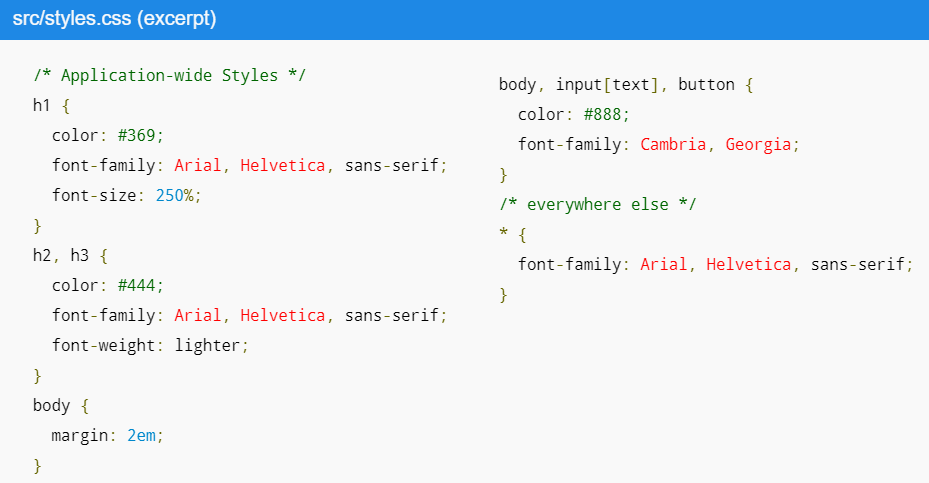 src/styles.css (excerpt)
/* Application-wide Styles */
h1 {
  color: #369;
  font-family: Arial, Helvetica, sans-serif;
  font-size: 250%;
}
h2, h3 {
  color: #444;
  font-family: Arial, Helvetica, sans-serif;
  font-weight: lighter;
}
body {
  margin: 2em;
}
body, input[text], button {
  color: #888;
  font-family: Cambria, Georgia;
}
/* everywhere else */
* {
  font-family: Arial, Helvetica, sans-serif;
}